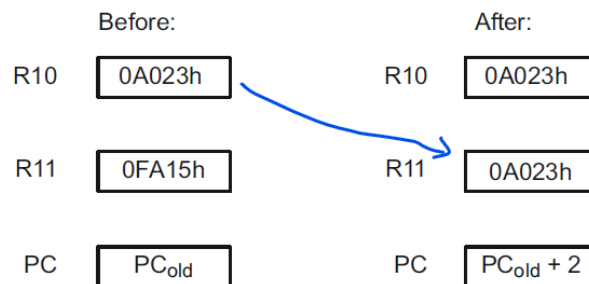 Before: After:
R10 0A023h R10 0A023h
R11 0FA15h R11 0A023h
PC PCold PC PCold + 2